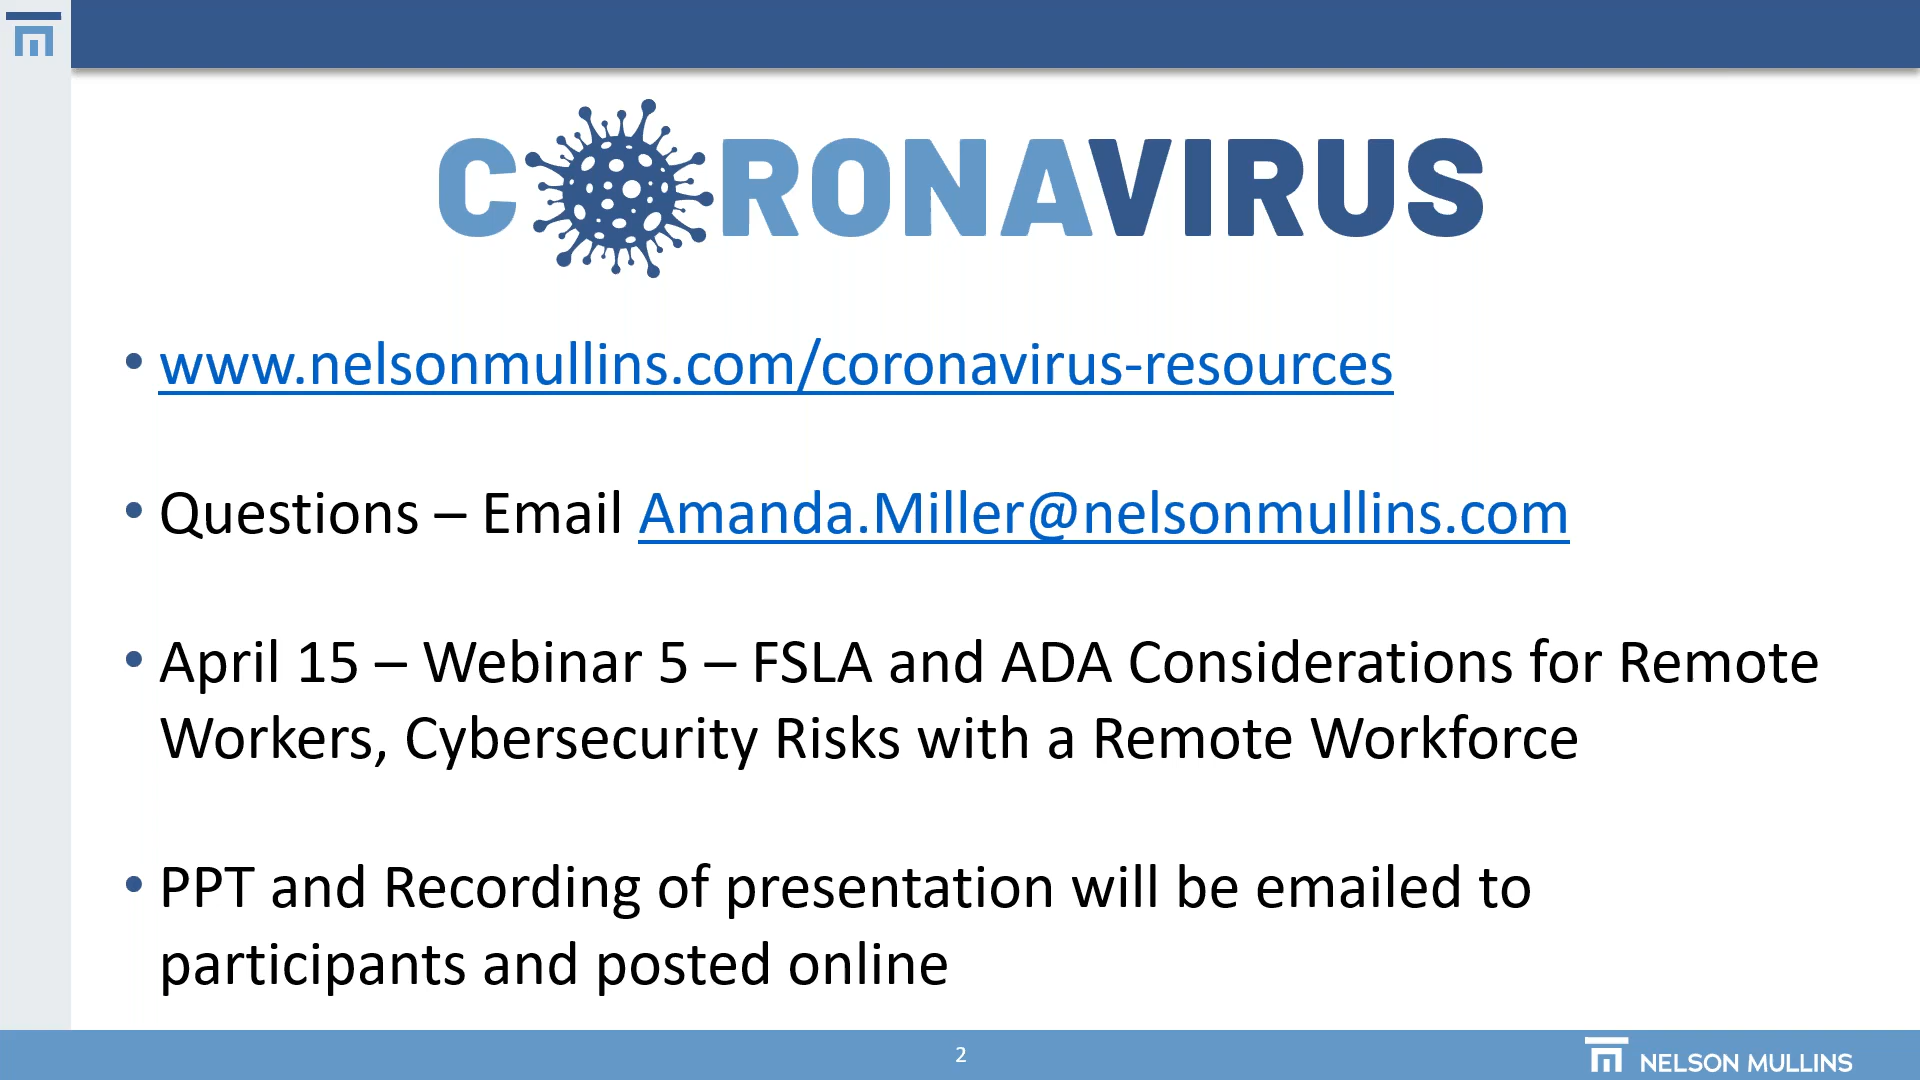 CORONAVIRUS
• www.nelsonmullins.com/coronavirus-resources
• Questions – Email Amanda.Miller@nelsonmullins.com
• April 15 – Webinar 5 – FSLA and ADA Considerations for Remote
Workers, Cybersecurity Risks with a Remote Workforce
• PPT and Recording of presentation will be emailed to
participants and posted online
2
NELSON MULLINS